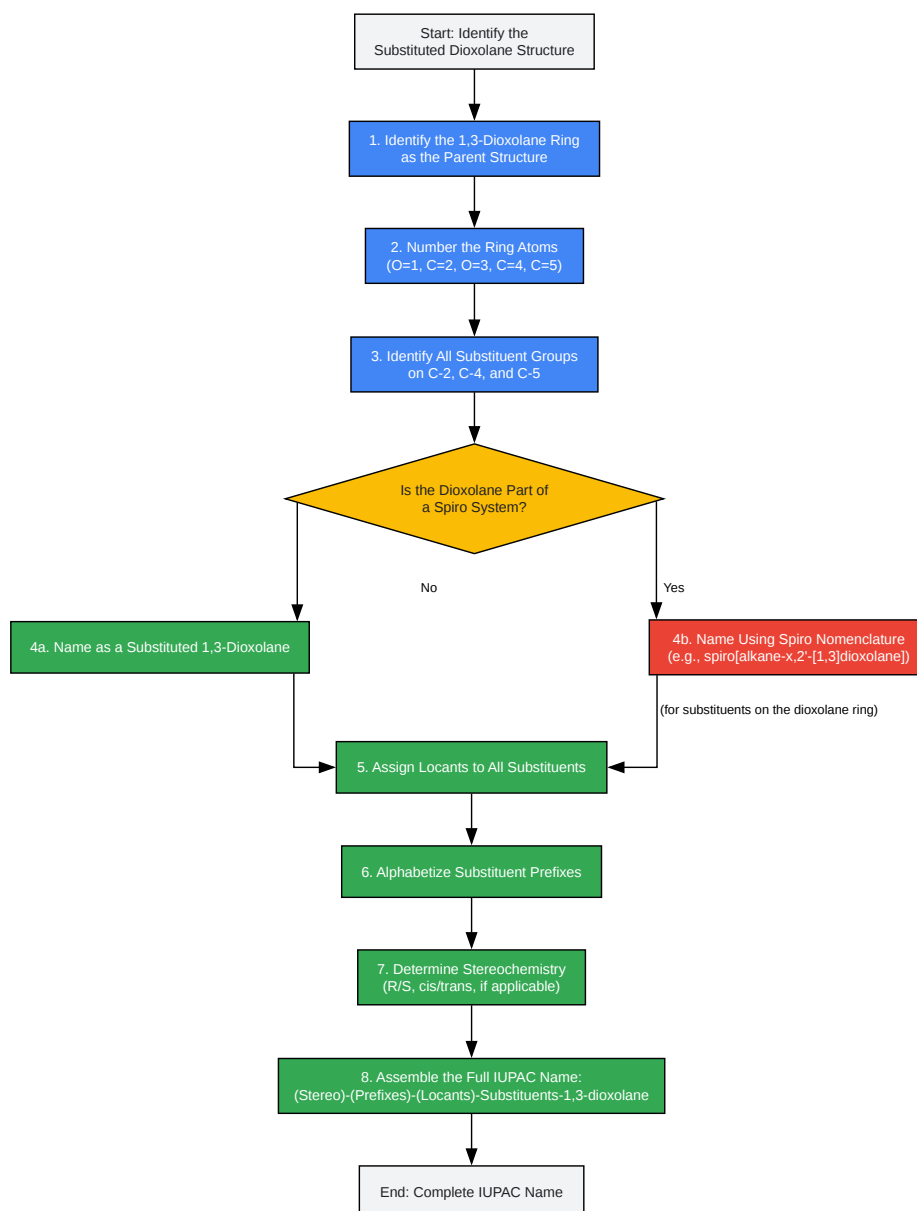 Start: Identify the
Substituted Dioxolane Structure
1. Identify the 1,3-Dioxolane Ring
as the Parent Structure
2. Number the Ring Atoms
(O=1, C=2, O=3, C=4, C=5)
3. Identify All Substituent Groups
on C-2, C-4, and C-5
Is the Dioxolane Part of
a Spiro System?
No
Yes
4a. Name as a Substituted 1,3-Dioxolane
4b. Name Using Spiro Nomenclature
(e.g., spiro[alkane-x,2'-[1,3]dioxolane])
(for substituents on the dioxolane ring)
5. Assign Locants to All Substituents
6. Alphabetize Substituent Prefixes
7. Determine Stereochemistry
(R/S, cis/trans, if applicable)
8. Assemble the Full IUPAC Name:
(Stereo)-(Prefixes)-(Locants)-Substituents-1,3-dioxolane
End: Complete IUPAC Name